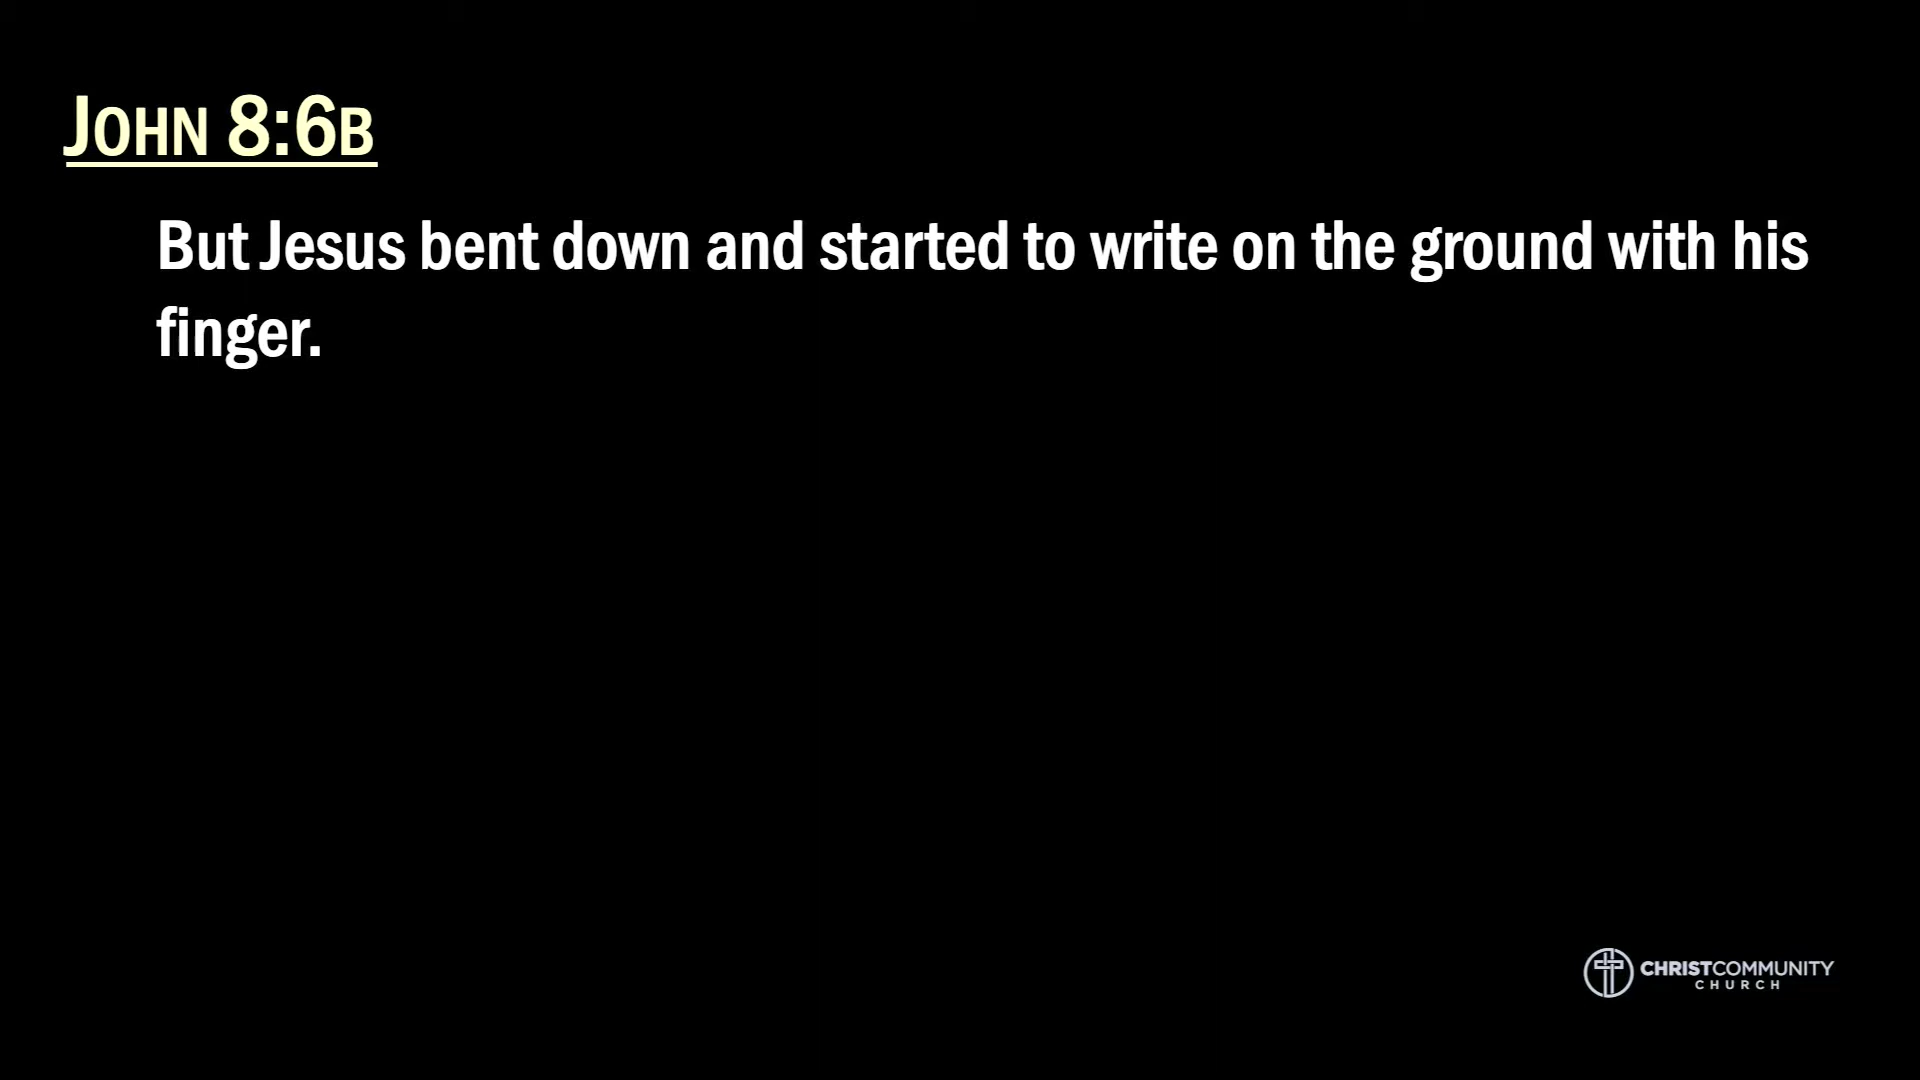 John 8:6b
But Jesus bent down and started to write on the ground with his
finger.
CHRISTCOMMUNITY
CHURCH